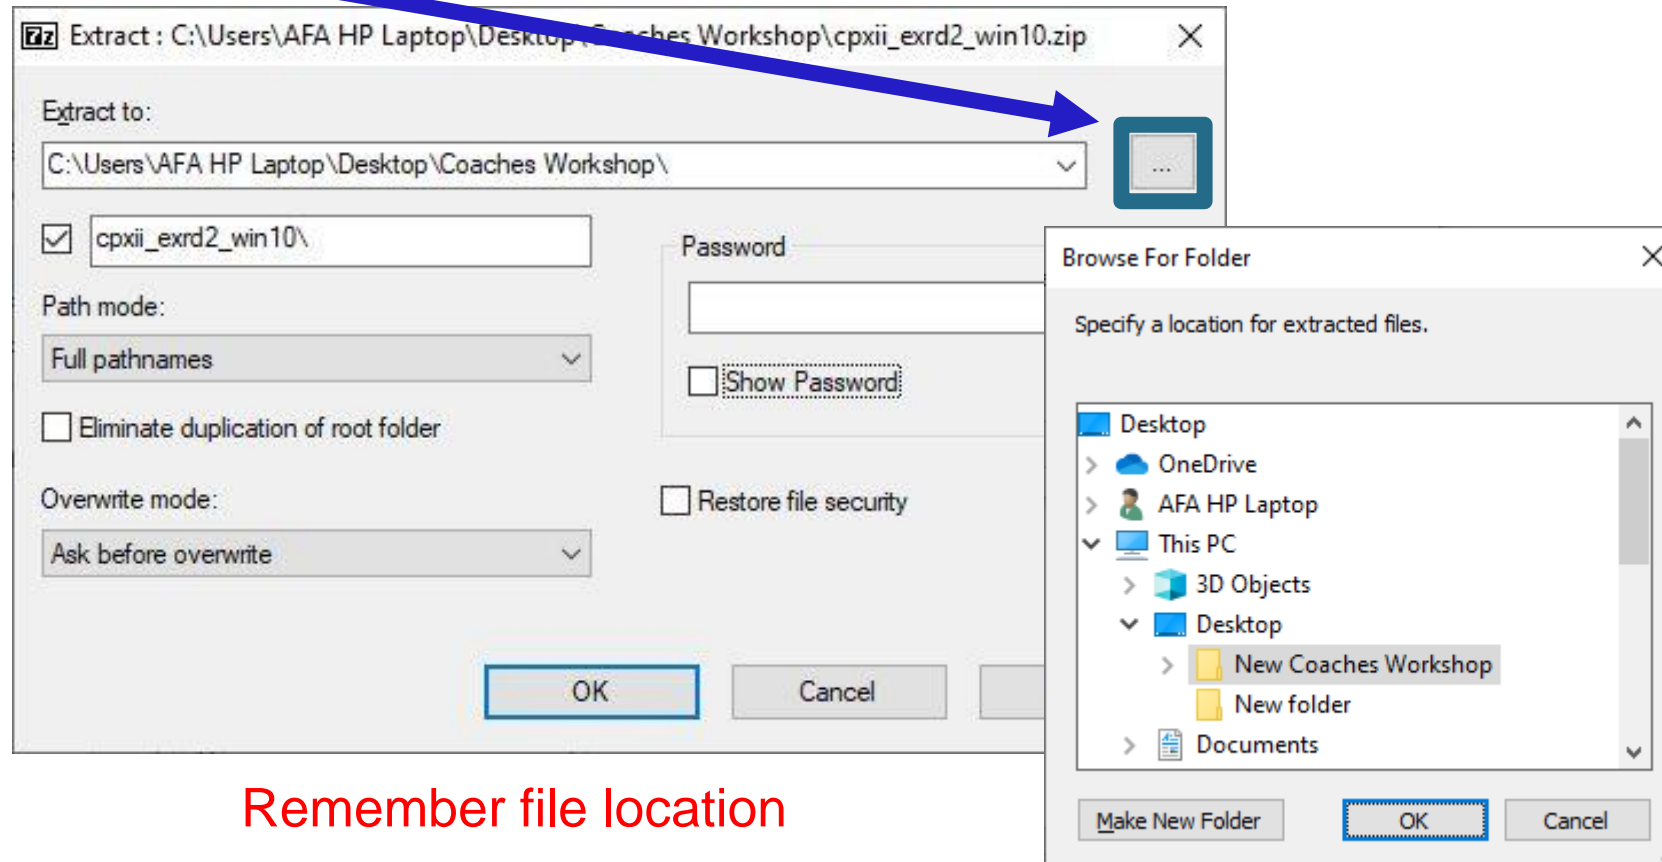 7z Extract : C:\Users\AFA HP Laptop\Desktop\Coaches Workshop\cpxii_exrd2_win10.zip
Extract to:
C:\Users\AFA HP Laptop\Desktop\Coaches Workshop\
...
cpxii_exrd2_win10\
Password
Path mode:
Full pathnames
Show Password
Eliminate duplication of root folder
Overwrite mode:
Restore file security
Ask before overwrite
OK
Cancel
Browse For Folder
Specify a location for extracted files.
Desktop
OneDrive
AFA HP Laptop
This PC
3D Objects
Desktop
New Coaches Workshop
New folder
Documents
Make New Folder
OK
Cancel
Remember file location